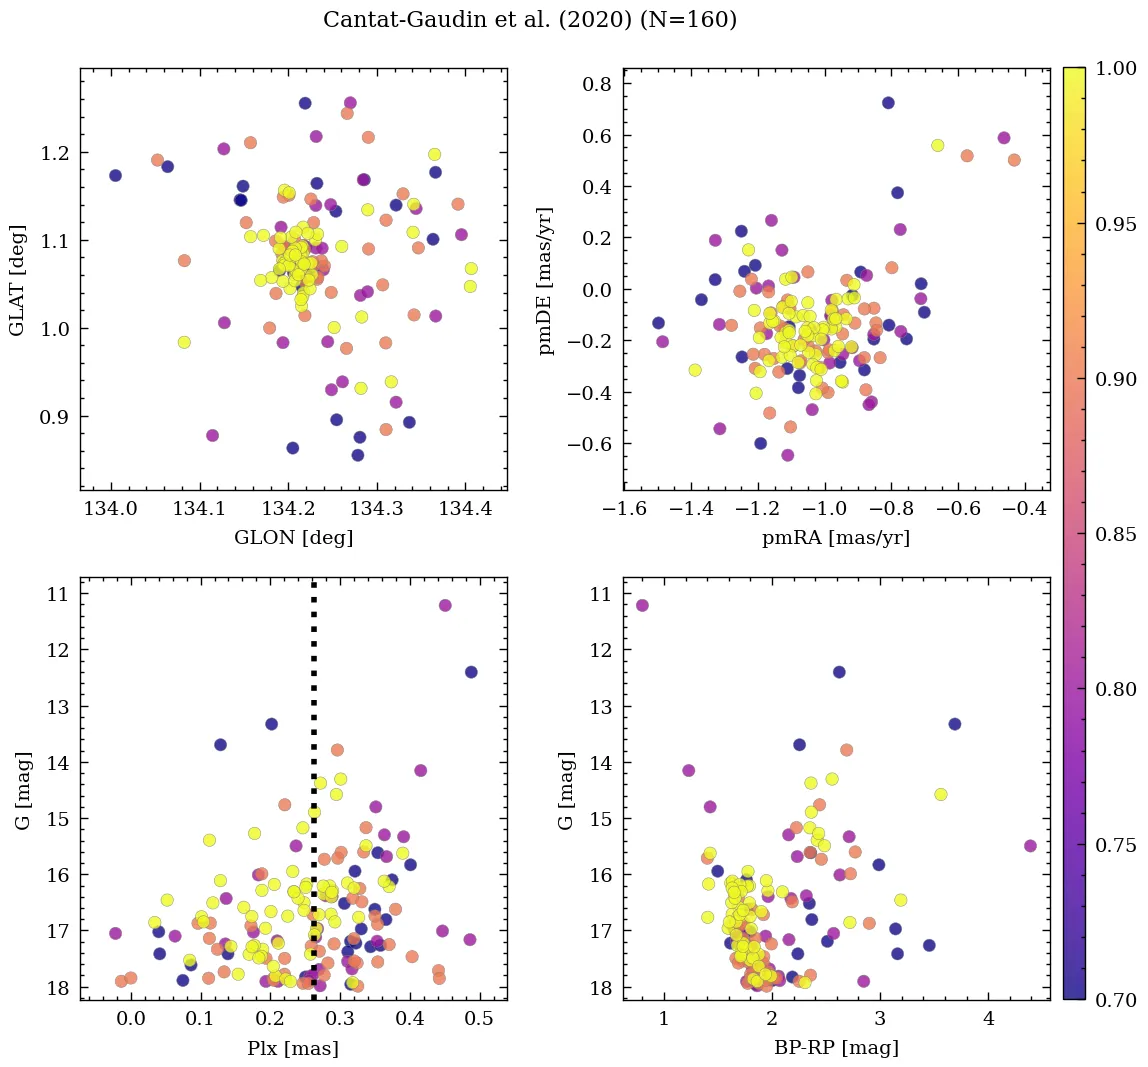 Cantat-Gaudin et al. (2020) (N=160)
GLAT [deg]
1.2
1.1
1.0
0.9
134.0 134.1 134.2 134.3 134.4
GLON [deg]
pmDE [mas/yr]
0.8
0.6
0.4
0.2
0.0
−0.2
−0.4
−0.6
−1.6 −1.4 −1.2 −1.0 −0.8 −0.6 −0.4
pmRA [mas/yr]
G [mag]
11
12
13
14
15
16
17
18
0.0 0.1 0.2 0.3 0.4 0.5
Plx [mas]
G [mag]
11
12
13
14
15
16
17
18
1 2 3 4
BP-RP [mag]
1.00
0.95
0.90
0.85
0.80
0.75
0.70